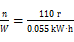 n/W = 110 r / 0.055 kW·h